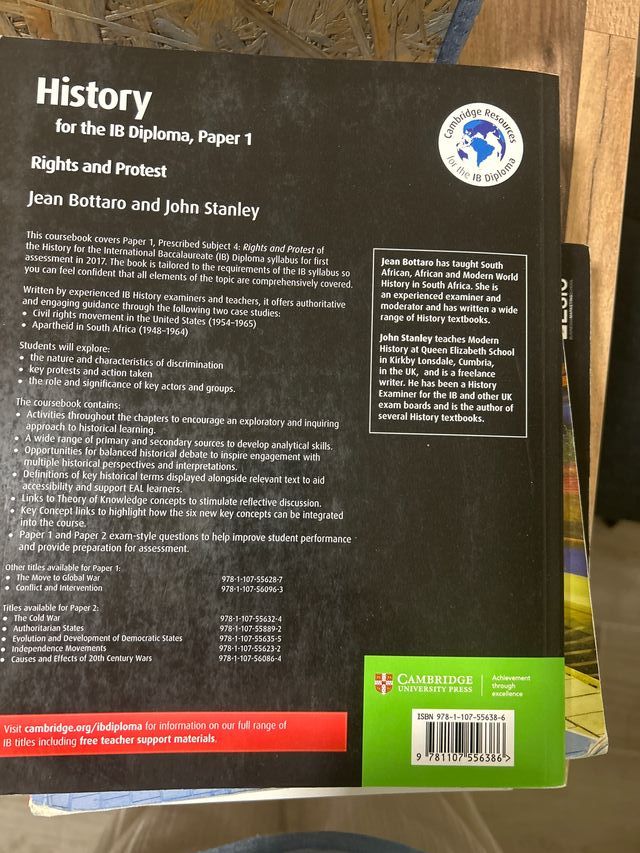 History
for the IB Diploma, Paper 1
Rights and Protest
Jean Bottaro and John Stanley
Cambridge Resources
for the IB Diploma
This coursebook covers Paper 1, Prescribed Subject 4: Rights and Protest of
the History for the International Baccalaureate (IB) Diploma syllabus for first
assessment in 2017. The book is tailored to the requirements of the IB syllabus so
you can feel confident that all elements of the topic are comprehensively covered.
Written by experienced IB History examiners and teachers, it offers authoritative
and engaging guidance through the following two case studies:
• Civil rights movement in the United States (1954–1965)
• Apartheid in South Africa (1948–1964)
Students will explore:
• the nature and characteristics of discrimination
• key protests and action taken
• the role and significance of key actors and groups.
The coursebook contains:
• Activities throughout the chapters to encourage an exploratory and inquiring
approach to historical learning.
• A wide range of primary and secondary sources to develop analytical skills.
• Opportunities for balanced historical debate to inspire engagement with
multiple historical perspectives and interpretations.
• Definitions of key historical terms displayed alongside relevant text to aid
accessibility and support EAL learners.
• Links to Theory of Knowledge concepts to stimulate reflective discussion.
• Key Concept links to highlight how the six new key concepts can be integrated
into the course.
• Paper 1 and Paper 2 exam-style questions to help improve student performance
and provide preparation for assessment.
Other titles available for Paper 1:
• The Move to Global War 978-1-107-55628-7
• Conflict and Intervention 978-1-107-56096-3
Titles available for Paper 2:
• The Cold War 978-1-107-55632-4
• Authoritarian States 978-1-107-55889-2
• Evolution and Development of Democratic States 978-1-107-55635-5
• Independence Movements 978-1-107-55623-2
• Causes and Effects of 20th Century Wars 978-1-107-56086-4
Jean Bottaro has taught South
African, African and Modern World
History in South Africa. She is
an experienced examiner and
moderator and has written a wide
range of History textbooks.
John Stanley teaches Modern
History at Queen Elizabeth School
in Kirkby Lonsdale, Cumbria,
in the UK, and is a freelance
writer. He has been a History
Examiner for the IB and other UK
exam boards and is the author of
several History textbooks.
Visit cambridge.org/ibdiploma for information on our full range of
IB titles including free teacher support materials.
CAMBRIDGE
UNIVERSITY PRESS
Achievement
through
excellence
ISBN 978-1-107-55638-6
9 781107 556386 >